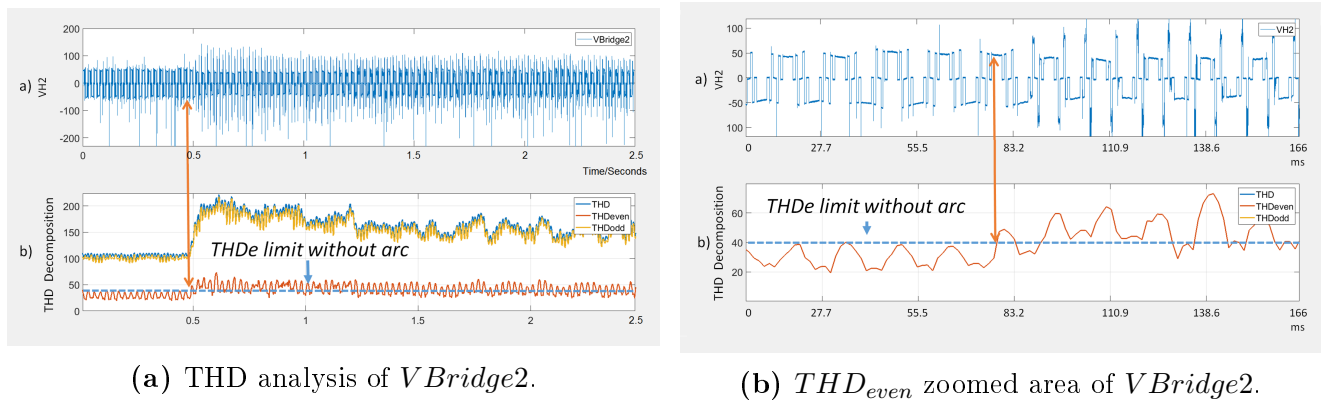 200
100
0
-100
-200
a)
VH2
VBridge2
0
0.5
1
1.5
2
2.5
Time/Seconds
200
150
100
50
0
b)
THD Decomposition
THD
THDeven
THDodd
THDe limit without arc
0.5
1
1.5
2
2.5
(a) THD analysis of VBridge2.
100
50
0
-50
100
a)
VH2
VH2
0
27.7
55.5
83.2
110.9
138.6
166
ms
60
40
20
b)
THD Decomposition
THD
THDeven
THDodd
THDe limit without arc
0
27.7
55.5
83.2
110.9
138.6
166
ms
(b) THDeven zoomed area of VBridge2.